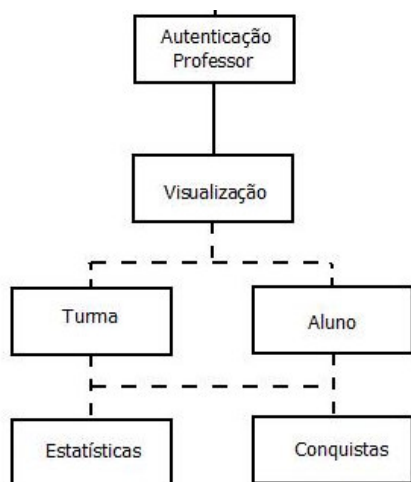 Autenticação
Professor
Visualização
Turma
Aluno
Estatísticas
Conquistas